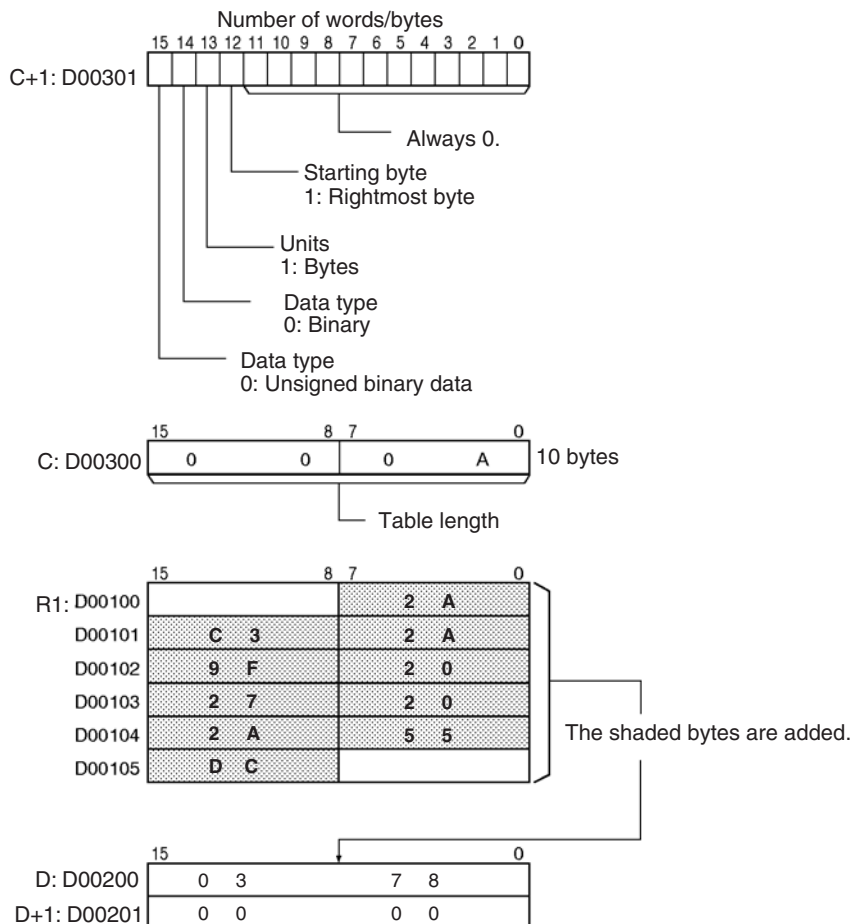 Number of words/bytes
15 14 13 12 11 10 9 8 7 6 5 4 3 2 1 0
C+1: D00301
Always 0.
Starting byte
1: Rightmost byte
Units
1: Bytes
Data type
0: Binary
Data type
0: Unsigned binary data
15 8 7 0
C: D00300 0 0 0 A 10 bytes
Table length
15 8 7 0
R1: D00100 2 A
D00101 C 3 2 A
D00102 9 F 2 0
D00103 2 7 2 0
D00104 2 A 5 5
The shaded bytes are added.
D00105 D C
15 0
D: D00200 0 3 7 8
D+1: D00201 0 0 0 0